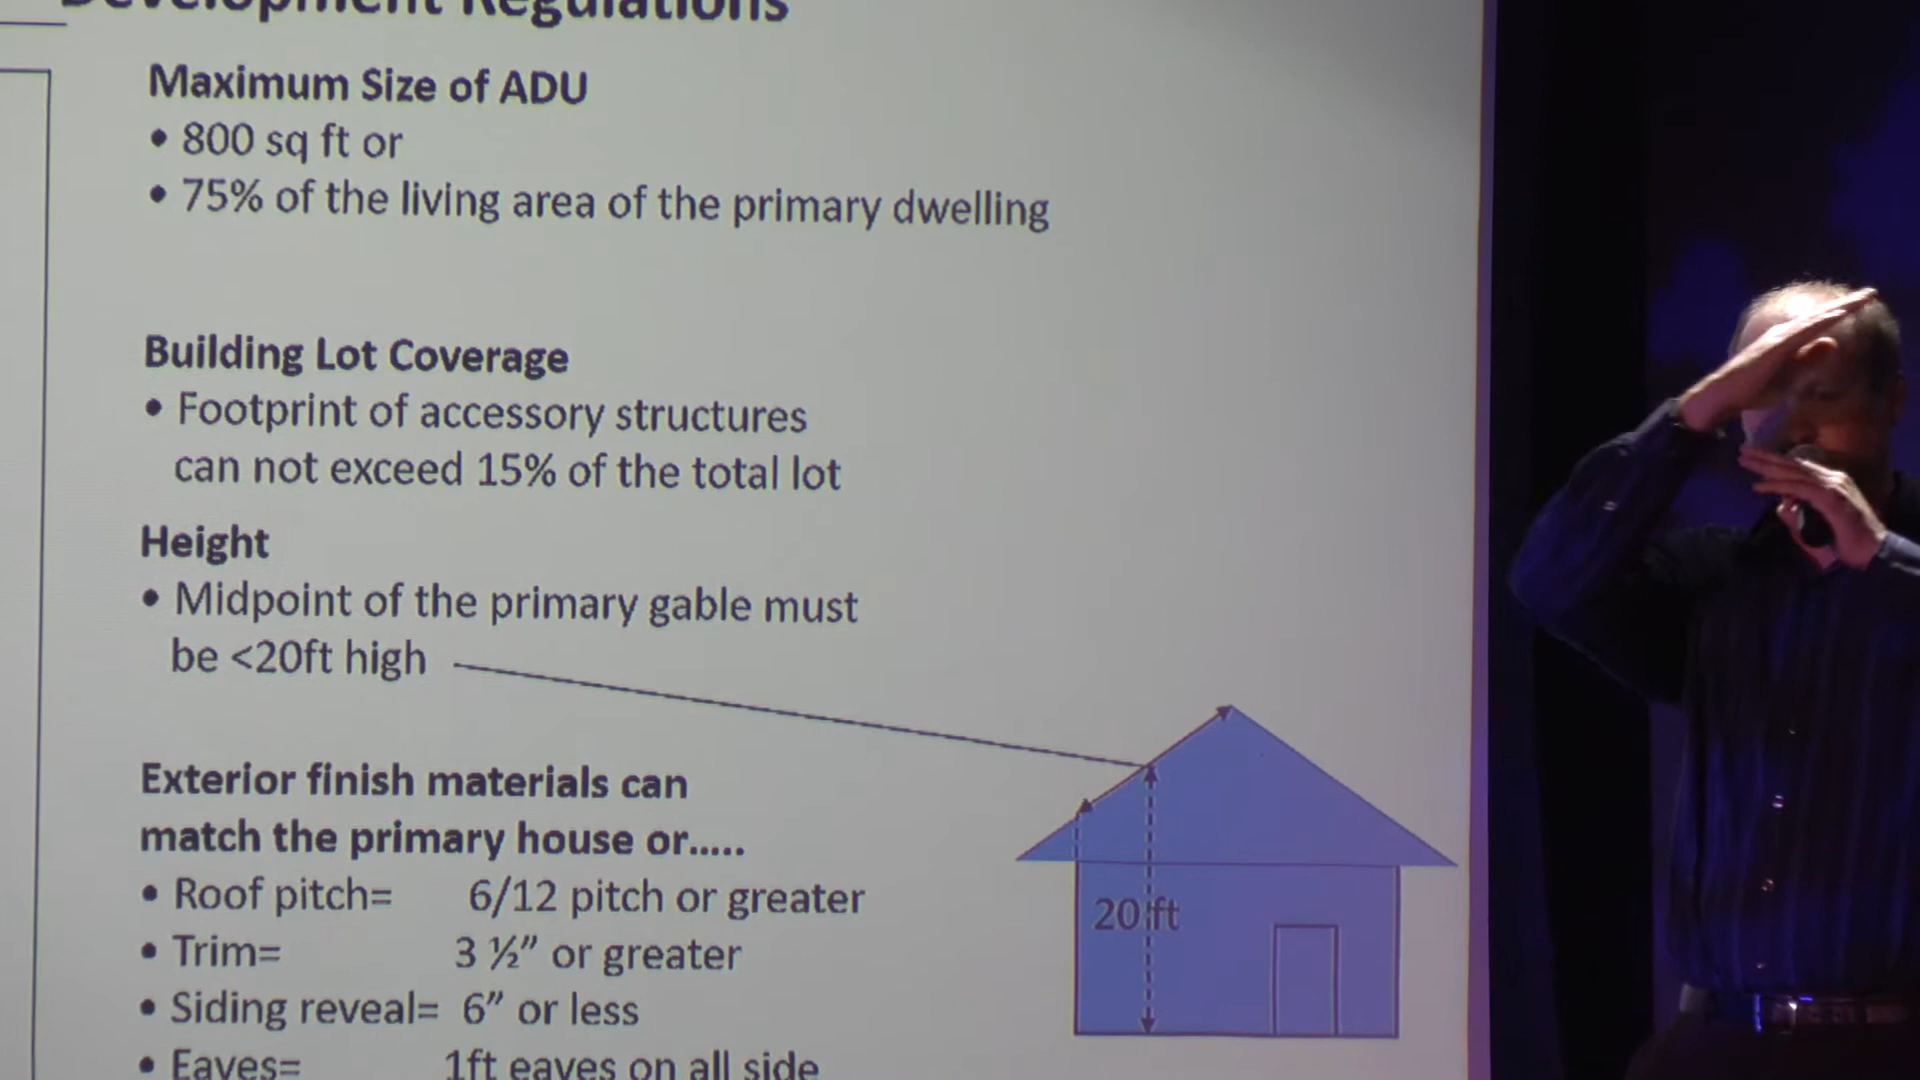 Development Regulations
Maximum Size of ADU
• 800 sq ft or
• 75% of the living area of the primary dwelling
Building Lot Coverage
• Footprint of accessory structures
can not exceed 15% of the total lot
Height
• Midpoint of the primary gable must
be <20ft high
Exterior finish materials can
match the primary house or.....
• Roof pitch= 6/12 pitch or greater
• Trim= 3 ½” or greater
• Siding reveal= 6” or less
• Eaves= 1ft eaves on all side
20 ft